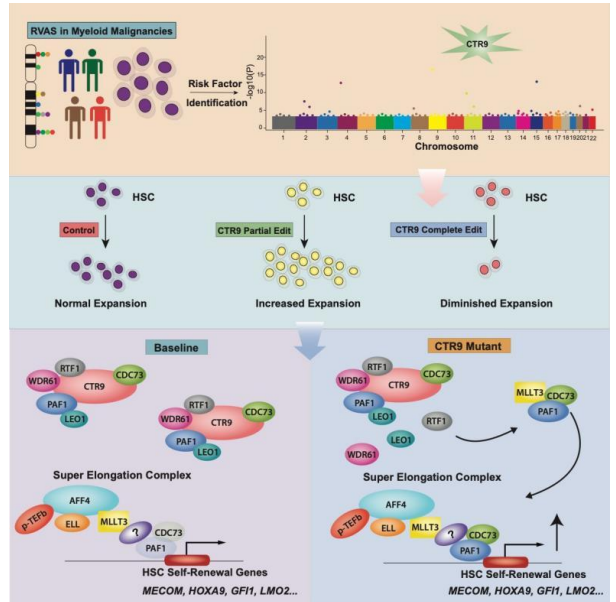 RVAS in Myeloid Malignancies
Risk Factor
Identification
CTR9
-log10(P)
20
15
10
5
0
1 2 3 4 5 6 7 8 9 10 11 12 13 14 15 16 17 18 19 20 21 22
Chromosome
HSC
Control
Normal Expansion
HSC
CTR9 Partial Edit
Increased Expansion
HSC
CTR9 Complete Edit
Diminished Expansion
Baseline
RTF1
WDR61
CTR9
CDC73
PAF1
LEO1
RTF1
WDR61
CTR9
CDC73
PAF1
LEO1
Super Elongation Complex
AFF4
p-TEFb
ELL
MLLT3
?
CDC73
PAF1
HSC Self-Renewal Genes
MECOM, HOXA9, GFI1, LMO2...
CTR9 Mutant
RTF1
WDR61
CTR9
CDC73
PAF1
LEO1
RTF1
LEO1
WDR61
MLLT3
CDC73
PAF1
Super Elongation Complex
AFF4
p-TEFb
ELL
MLLT3
?
CDC73
PAF1
HSC Self-Renewal Genes
MECOM, HOXA9, GFI1, LMO2...